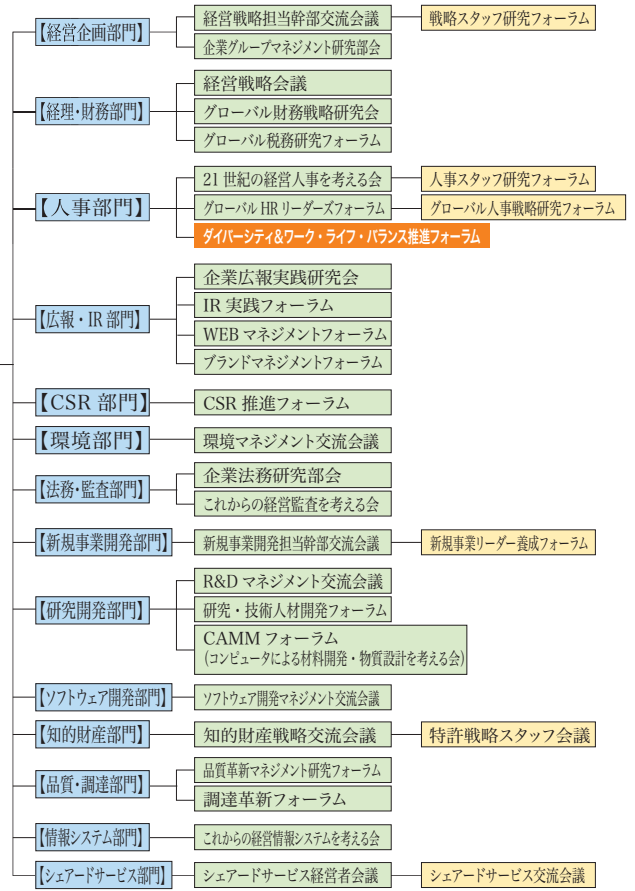 【経営企画部門】
経営戦略担当幹部交流会議
戦略スタッフ研究フォーラム
企業グループマネジメント研究部会
【経理・財務部門】
経営戦略会議
グローバル財務戦略研究会
グローバル税務研究フォーラム
【人事部門】
21世紀の経営人事を考える会
人事スタッフ研究フォーラム
グローバルHRリーダーズフォーラム
グローバル人事戦略研究フォーラム
ダイバーシティ&ワーク・ライフ・バランス推進フォーラム
【広報・IR部門】
企業広報実践研究会
IR実践フォーラム
WEBマネジメントフォーラム
ブランドマネジメントフォーラム
【CSR部門】
CSR推進フォーラム
【環境部門】
環境マネジメント交流会議
【法務・監査部門】
企業法務研究部会
これからの経営監査を考える会
【新規事業開発部門】
新規事業開発担当幹部交流会議
新規事業リーダー養成フォーラム
【研究開発部門】
R&Dマネジメント交流会議
研究・技術人材開発フォーラム
CAMMフォーラム
(コンピュータによる材料開発・物質設計を考える会)
【ソフトウェア開発部門】
ソフトウェア開発マネジメント交流会議
【知的財産部門】
知的財産戦略交流会議
特許戦略スタッフ会議
【品質・調達部門】
品質革新マネジメント研究フォーラム
調達革新フォーラム
【情報システム部門】
これからの経営情報システムを考える会
【シェアードサービス部門】
シェアードサービス経営者会議
シェアードサービス交流会議